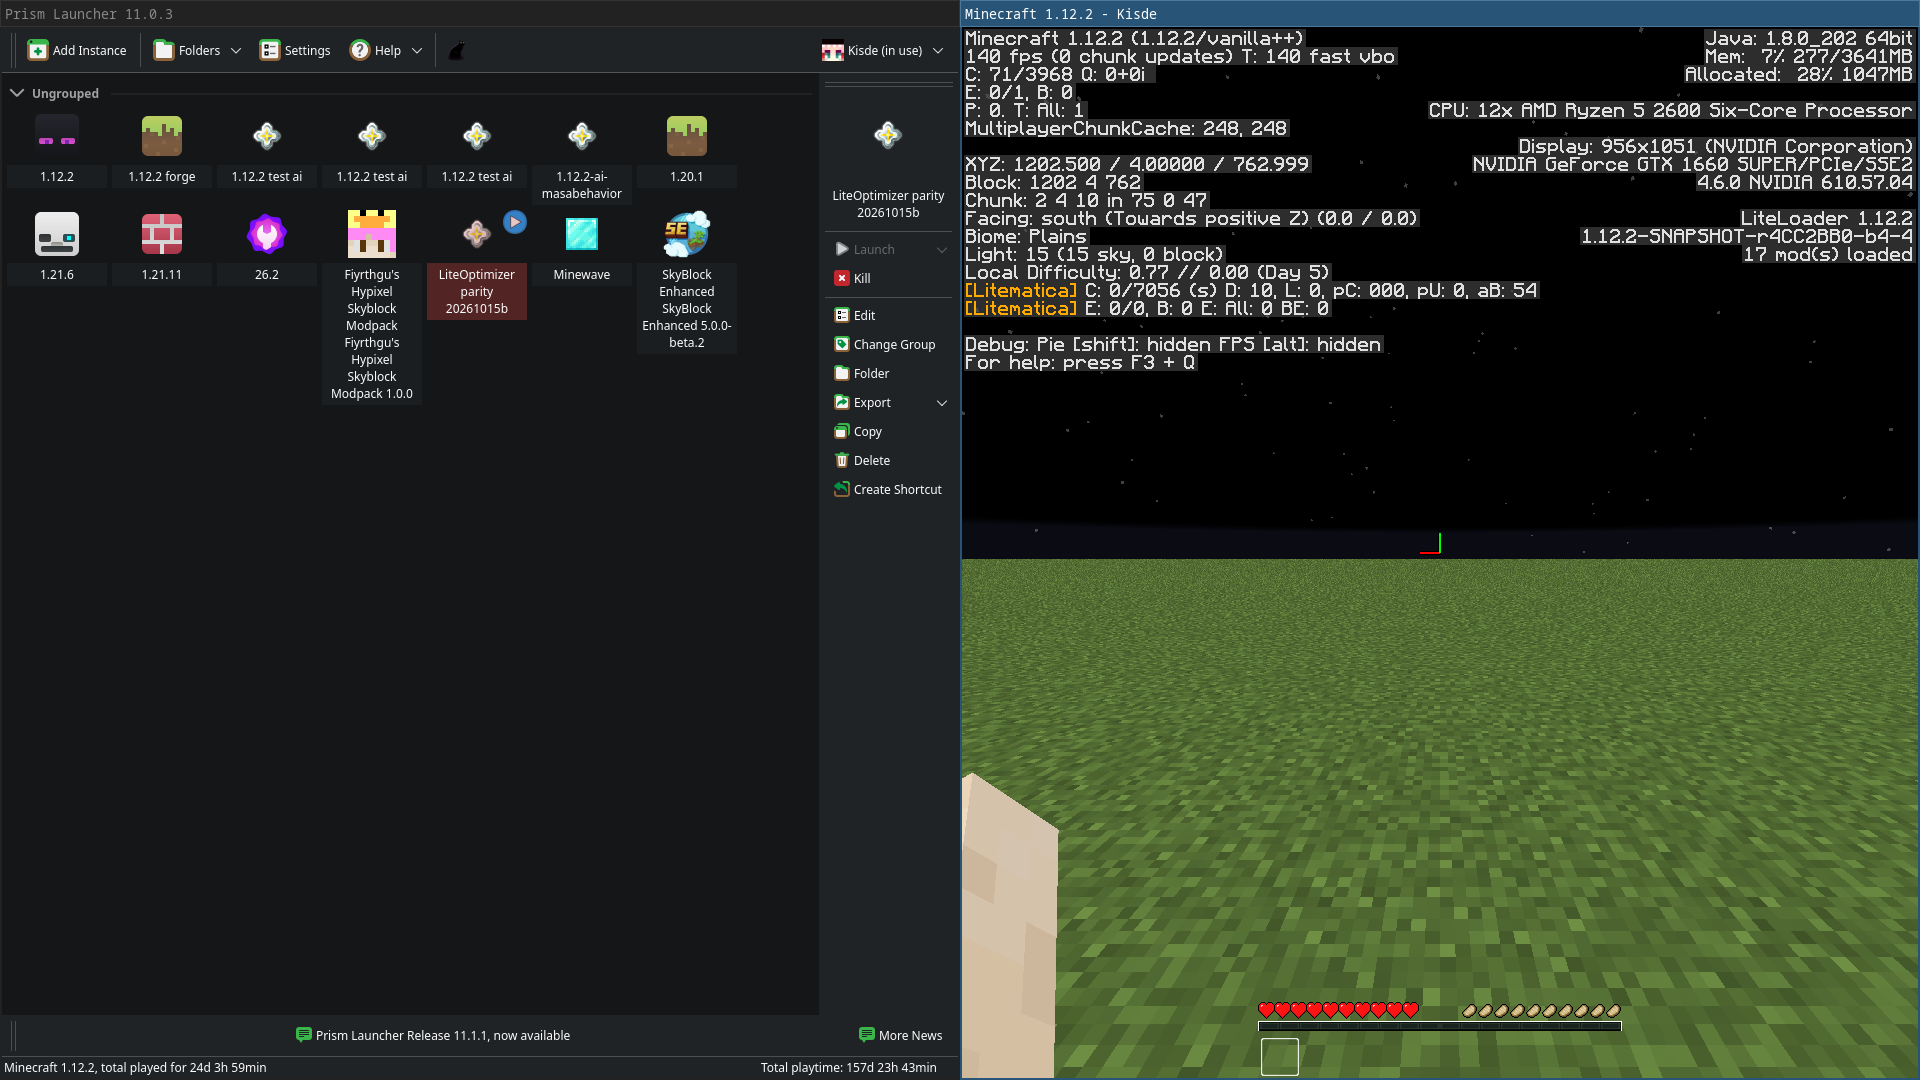 Prism Launcher 11.0.3
Add Instance
Folders
Settings
Help
Kisde (in use)
Ungrouped
1.12.2
1.12.2 forge
1.12.2 test ai
1.12.2 test ai
1.12.2 test ai
1.12.2-ai-
masabehavior
1.20.1
1.21.6
1.21.11
26.2
Fiyrthgu's
Hypixel
Skyblock
Modpack
Fiyrthgu's
Hypixel
Skyblock
Modpack 1.0.0
LiteOptimizer
parity
20261015b
Minewave
SkyBlock
Enhanced
SkyBlock
Enhanced 5.0.0-
beta.2
LiteOptimizer parity
20261015b
Launch
Kill
Edit
Change Group
Folder
Export
Copy
Delete
Create Shortcut
Prism Launcher Release 11.1.1, now available
More News
Minecraft 1.12.2, total played for 24d 3h 59min
Total playtime: 157d 23h 43min
Minecraft 1.12.2 - Kisde
Minecraft 1.12.2 (1.12.2/vanilla++)
140 fps (0 chunk updates) T: 140 fast vbo
C: 71/3968 Q: 0+0i
E: 0/1, B: 0
P: 0. T: All: 1
MultiplayerChunkCache: 248, 248
XYZ: 1202.500 / 4.00000 / 762.999
Block: 1202 4 762
Chunk: 2 4 10 in 75 0 47
Facing: south (Towards positive Z) (0.0 / 0.0)
Biome: Plains
Light: 15 (15 sky, 0 block)
Local Difficulty: 0.77 // 0.00 (Day 5)
[Litematica] C: 0/7056 (s) D: 10, L: 0, pC: 000, pU: 0, aB: 54
[Litematica] E: 0/0, B: 0 E: All: 0 BE: 0
Debug: Pie [shift]: hidden FPS [alt]: hidden
For help: press F3 + Q
Java: 1.8.0_202 64bit
Mem: 7% 277/3641MB
Allocated: 28% 1047MB
CPU: 12x AMD Ryzen 5 2600 Six-Core Processor
Display: 956x1051 (NVIDIA Corporation)
NVIDIA GeForce GTX 1660 SUPER/PCIe/SSE2
4.6.0 NVIDIA 610.57.04
LiteLoader 1.12.2
1.12.2-SNAPSHOT-r4CC2BB0-b4-4
17 mod(s) loaded